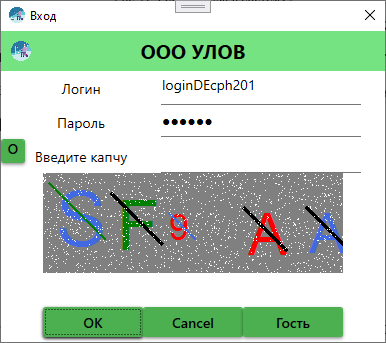 Вход
ООО УЛОВ
Логин loginDEcph201
Пароль ●●●●●●
О
Введите капчу
S F 9 A A
OK Cancel Гость